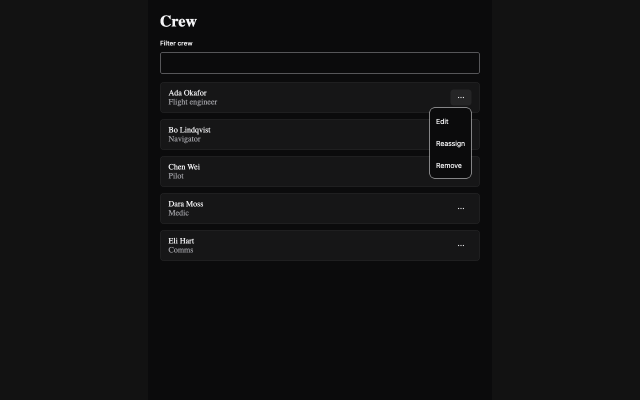 Crew
Filter crew
Ada Okafor
Flight engineer
...
Edit
Reassign
Remove
Bo Lindqvist
Navigator
Chen Wei
Pilot
Dara Moss
Medic
...
Eli Hart
Comms
...